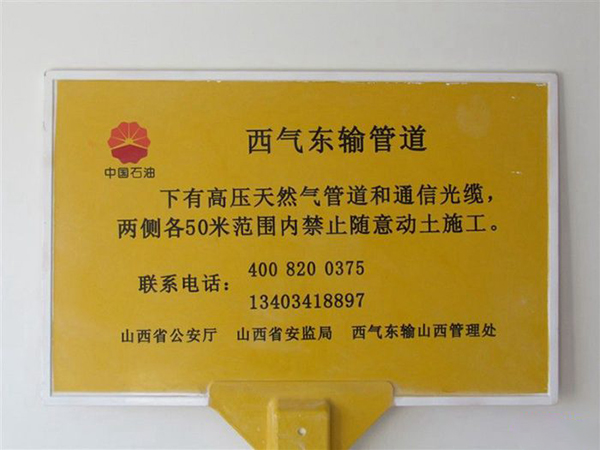 西气东输管道
中国石油
下有高压天然气管道和通信光缆，
两侧各50米范围内禁止随意动土施工。
联系电话：400 820 0375
13403418897
山西省公安厅 山西省安监局 西气东输山西管理处